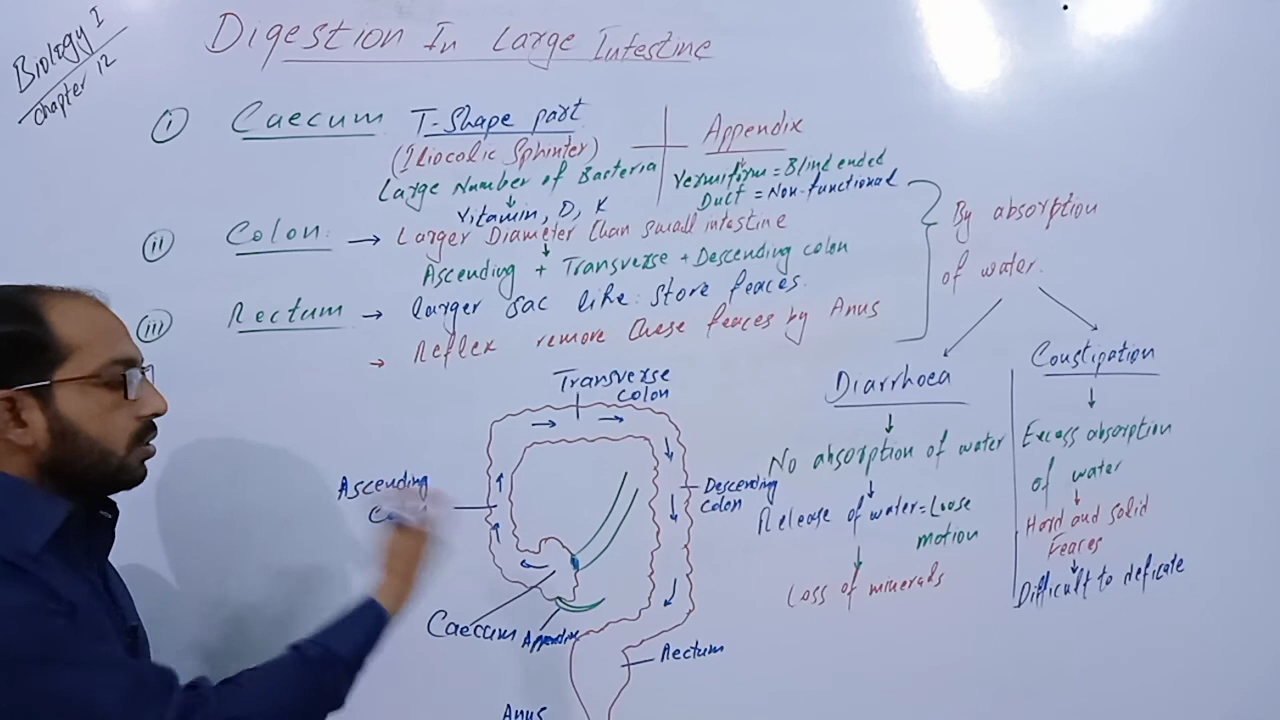 Biology I
chapter 12
Digestion In Large Intestine
(i) Caecum T-Shape part
(Iliocolic Sphinter)
Large Number of Bacteria
↓
Vitamin, D, K
Appendix
Vermiform = Blind ended
Duct = Non-functional
(ii) Colon: → Larger Diameter than small intestine
↓
Ascending + Transverse + Descending colon
(iii) Rectum → larger sac like: store feaces.
→ Reflex remove these feaces by Anus
By absorption
of water.
Diarrhoea
↓
No absorption of water
↓
Release of water = Loose
motion
↓
Loss of minerals
Constipation
↓
Excess absorption
of water
↓
Hard and solid
Feaces
↓
Difficult to deficate
Transverse
colon
Ascending
Descending
colon
Caecum
Appendix
Rectum
Anus